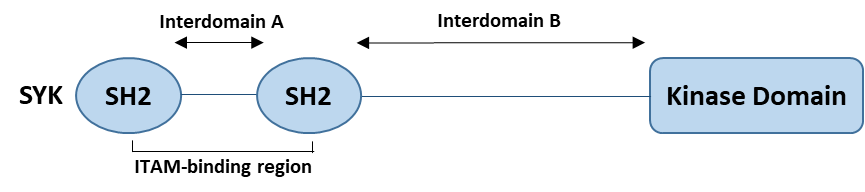 Interdomain A
Interdomain B
SYK
SH2
SH2
Kinase Domain
ITAM-binding region